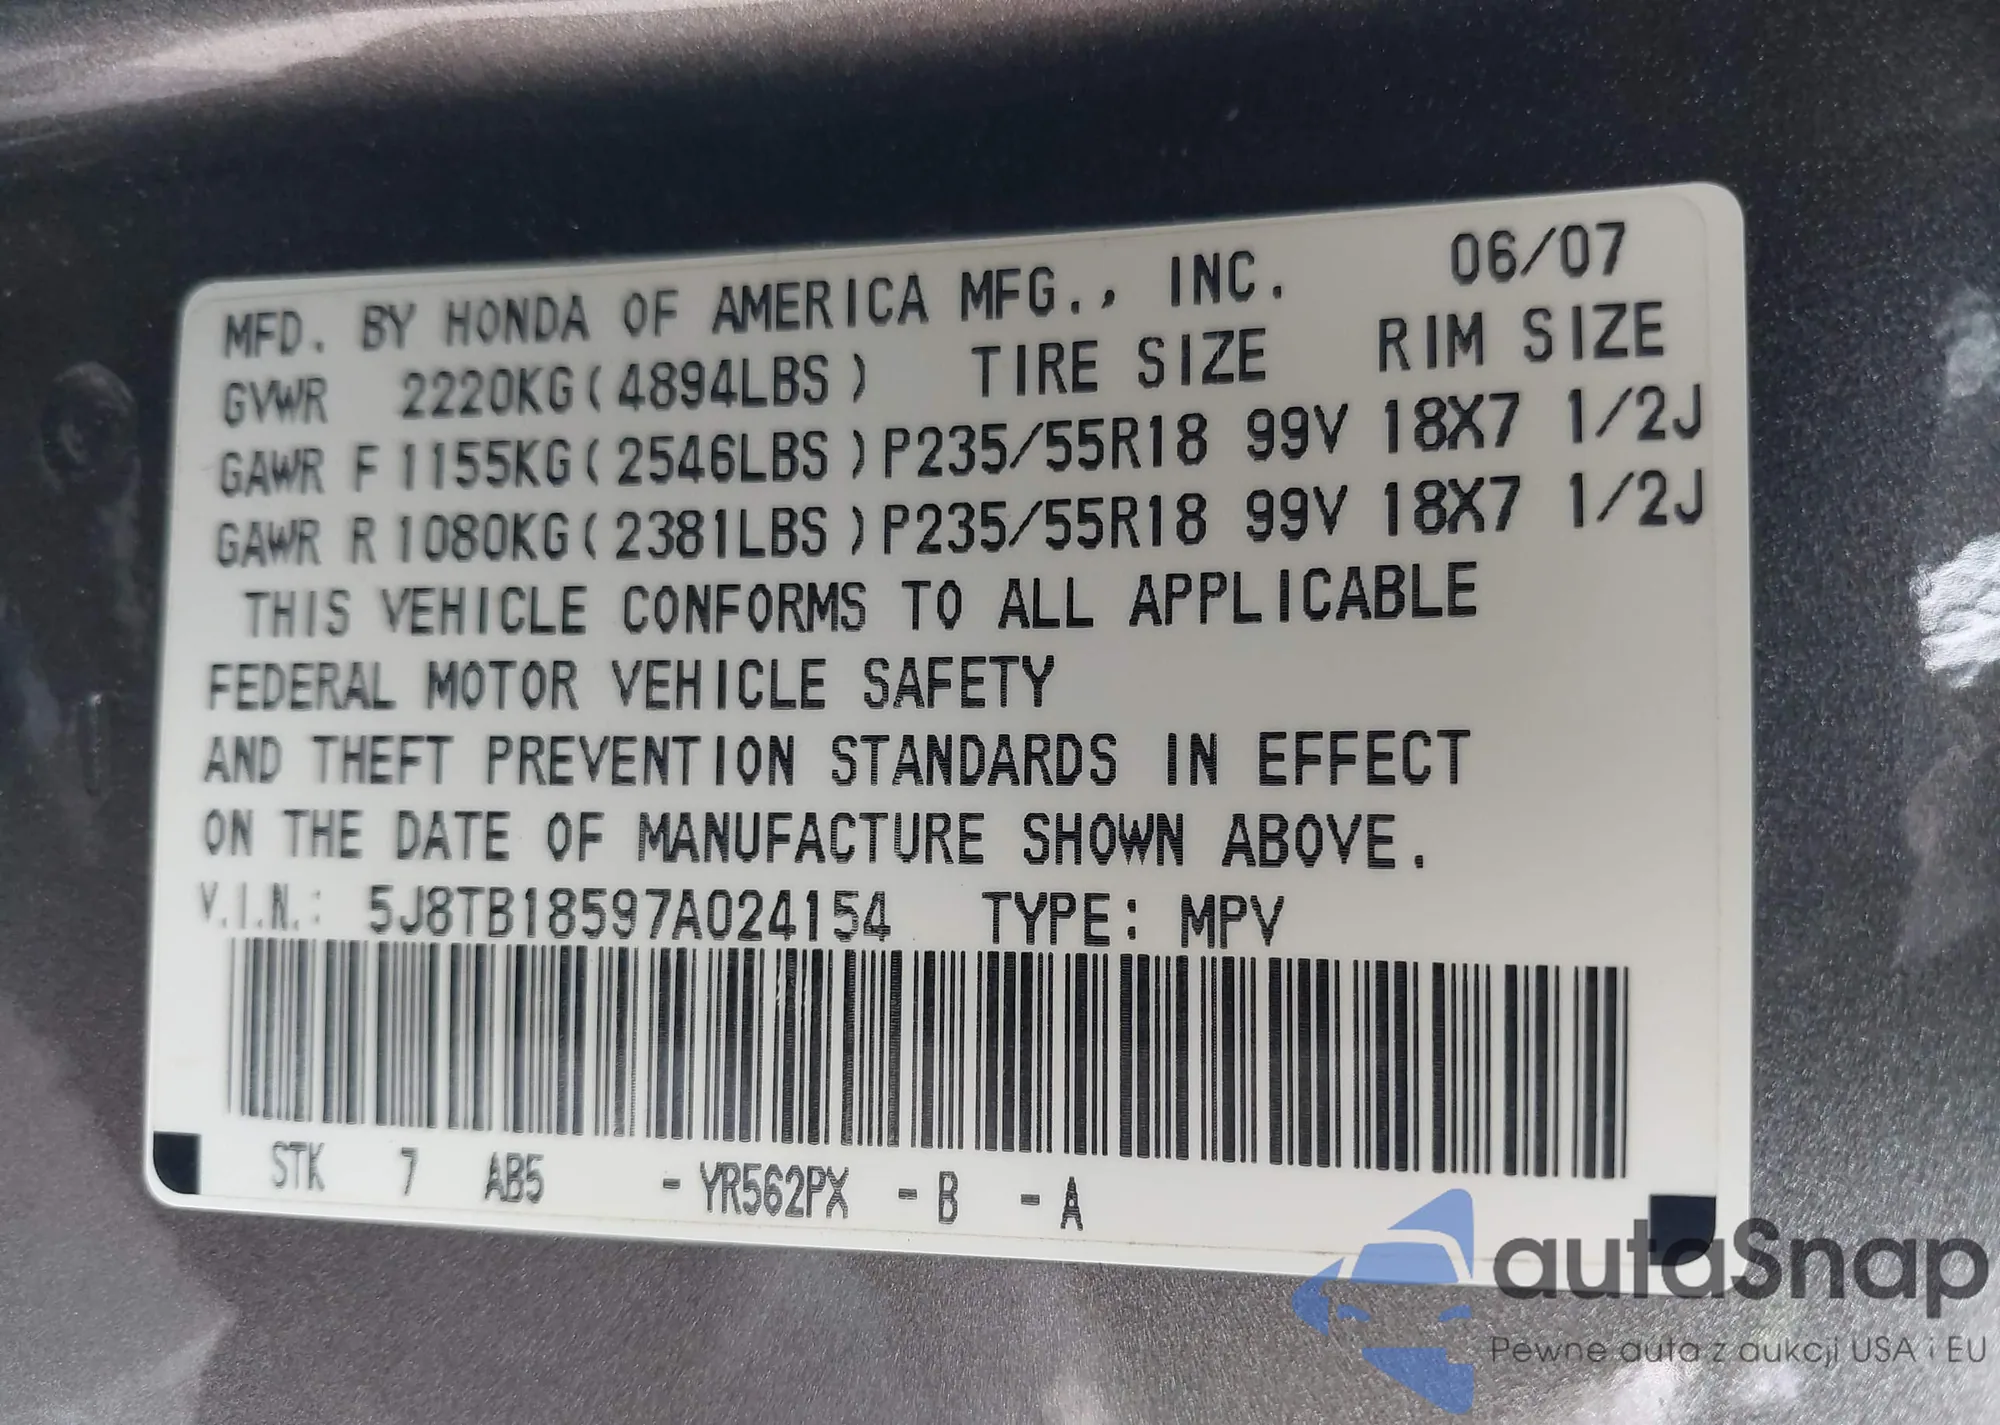 MFD. BY HONDA OF AMERICA MFG., INC. 06/07
GVWR 2220KG(4894LBS) TIRE SIZE RIM SIZE
GAWR F 1155KG(2546LBS)P235/55R18 99V 18X7 1/2J
GAWR R 1080KG(2381LBS)P235/55R18 99V 18X7 1/2J
THIS VEHICLE CONFORMS TO ALL APPLICABLE
FEDERAL MOTOR VEHICLE SAFETY
AND THEFT PREVENTION STANDARDS IN EFFECT
ON THE DATE OF MANUFACTURE SHOWN ABOVE.
V.I.N.: 5J8TB18597A024154 TYPE: MPV
STK 7 AB5 - YR562PX - B - A
autaSnap
Pewne auta z aukcji USA i EU